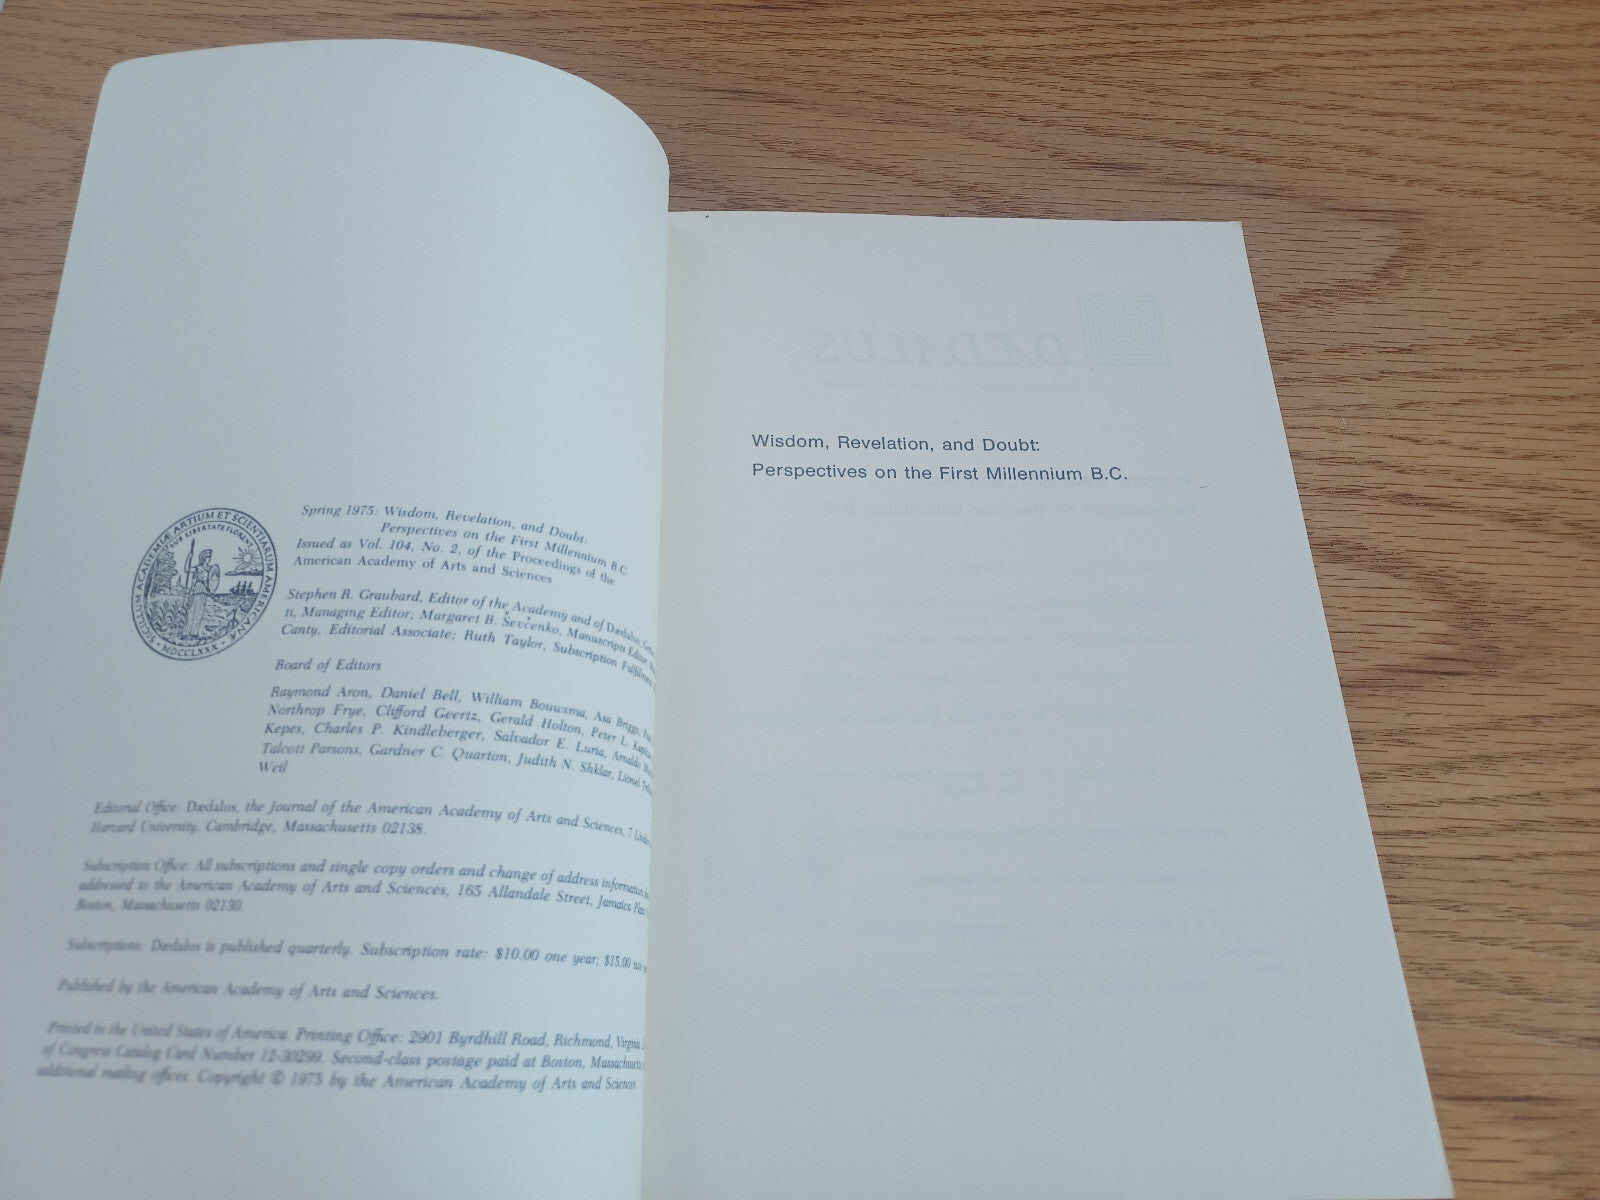 SIGILLUM ACADEMIÆ ARTIUM ET SCIENTIARUM AMERICANÆ
SUB LIBERTATE FLORENT
MDCCLXXX
Spring 1975: Wisdom, Revelation, and Doubt:
Perspectives on the First Millennium B.C.
Issued as Vol. 104, No. 2, of the Proceedings of the
American Academy of Arts and Sciences
Stephen R. Graubard, Editor of the Academy and of Dædalus,
ti, Managing Editor; Margaret B. Ševčenko, Manuscripts Editor;
Canty, Editorial Associate; Ruth Taylor, Subscription Fulfillment
Board of Editors
Raymond Aron, Daniel Bell, William Bouwsma, Asa Briggs,
Northrop Frye, Clifford Geertz, Gerald Holton, Peter L.
Kepes, Charles P. Kindleberger, Salvador E. Luria, Arnaldo
Talcott Parsons, Gardner C. Quarton, Judith N. Shklar, Lionel
Weil
Editorial Office: Dædalus, the Journal of the American Academy of Arts and Sciences, 7
Harvard University, Cambridge, Massachusetts 02138.
Subscription Office: All subscriptions and single copy orders and change of address information
addressed to the American Academy of Arts and Sciences, 165 Allandale Street, Jamaica Plain
Boston, Massachusetts 02130.
Subscriptions: Dædalus is published quarterly. Subscription rate: $10.00 one year; $15.00
Published by the American Academy of Arts and Sciences.
Printed in the United States of America. Printing Office: 2901 Byrdhill Road, Richmond, Virginia.
of Congress Catalog Card Number 12-30299. Second-class postage paid at Boston, Massachusetts,
additional mailing offices. Copyright © 1975 by the American Academy of Arts and Sciences
Wisdom, Revelation, and Doubt:
Perspectives on the First Millennium B.C.
DÆDALUS